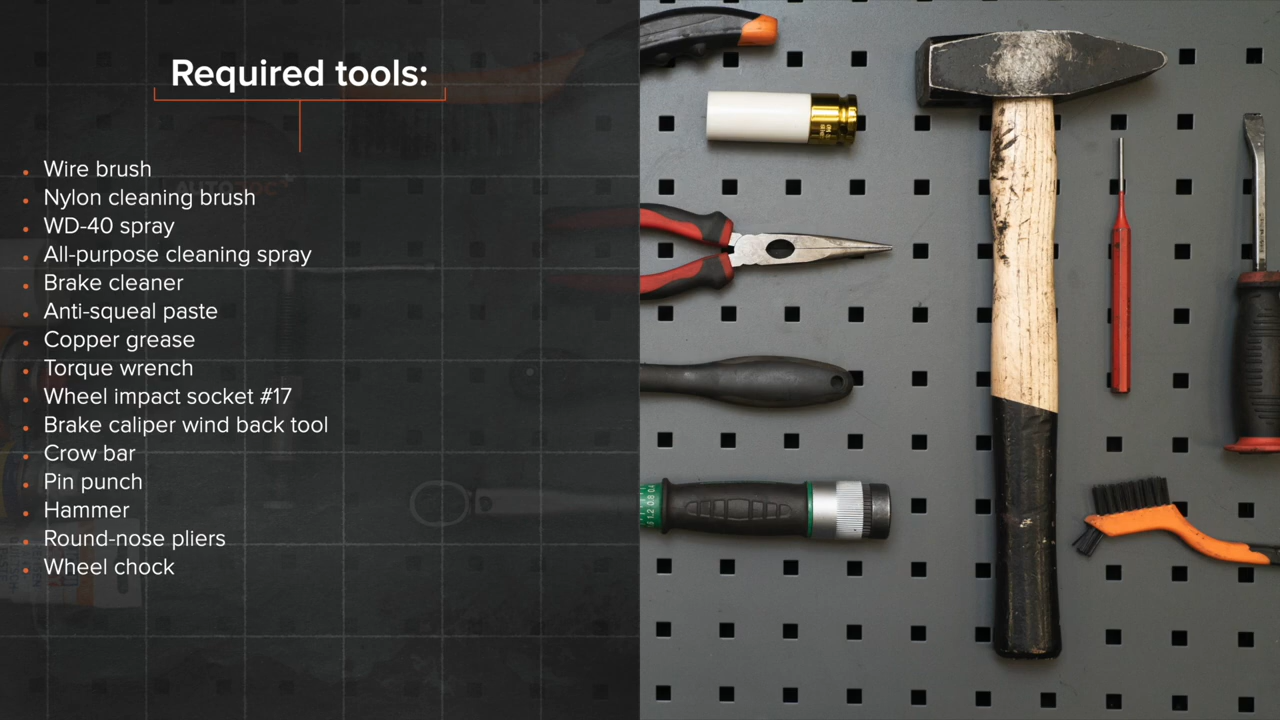 Required tools:
Wire brush
Nylon cleaning brush
WD-40 spray
All-purpose cleaning spray
Brake cleaner
Anti-squeal paste
Copper grease
Torque wrench
Wheel impact socket #17
Brake caliper wind back tool
Crow bar
Pin punch
Hammer
Round-nose pliers
Wheel chock